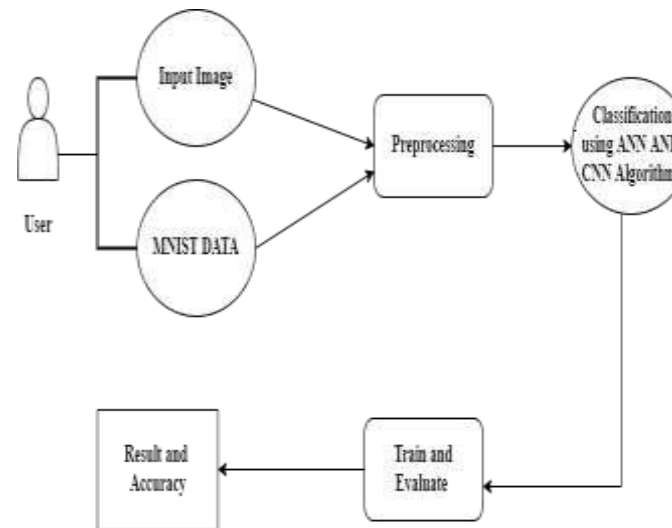 Input Image
Preprocessing
Classification
using ANN AN
CNN Algorithm
User
MNIST DATA
Result and
Accuracy
Train and
Evaluate